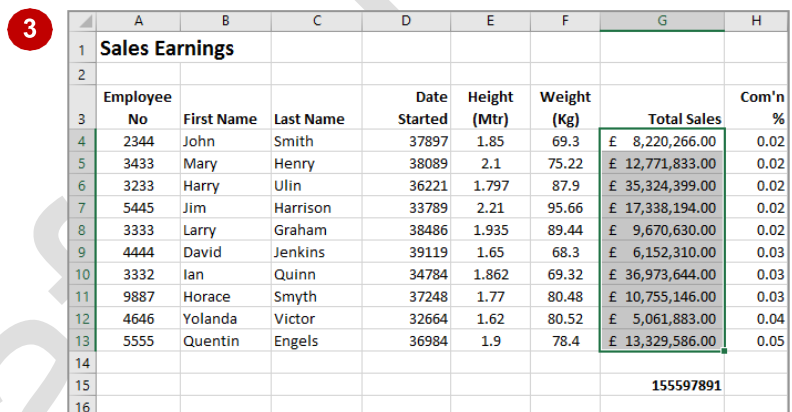 3
A B C D E F G H
1 Sales Earnings
2
Employee Date Height Weight Com'n
3 No First Name Last Name Started (Mtr) (Kg) Total Sales %
4 2344 John Smith 37897 1.85 69.3 £ 8,220,266.00 0.02
5 3433 Mary Henry 38089 2.1 75.22 £ 12,771,833.00 0.02
6 3233 Harry Ulin 36221 1.797 87.9 £ 35,324,399.00 0.02
7 5445 Jim Harrison 33789 2.21 95.66 £ 17,338,194.00 0.02
8 3333 Larry Graham 38486 1.935 89.44 £ 9,670,630.00 0.02
9 4444 David Jenkins 39119 1.65 68.3 £ 6,152,310.00 0.03
10 3332 Ian Quinn 34784 1.862 69.32 £ 36,973,644.00 0.03
11 9887 Horace Smyth 37248 1.77 80.48 £ 10,755,146.00 0.03
12 4646 Yolanda Victor 32664 1.62 80.52 £ 5,061,883.00 0.04
13 5555 Quentin Engels 36984 1.9 78.4 £ 13,329,586.00 0.05
14
15 155597891
16